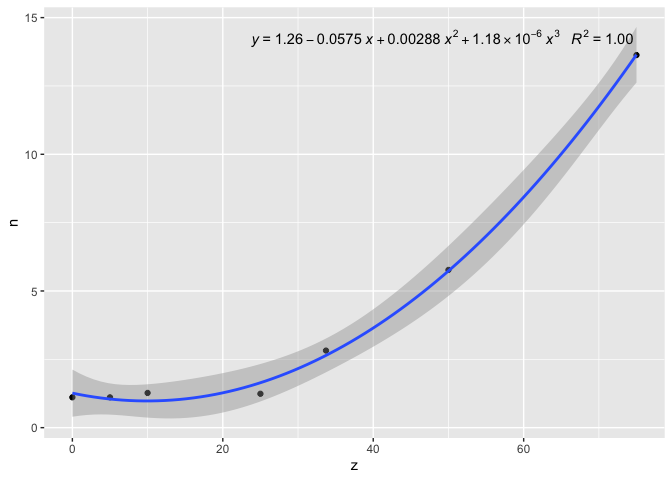 15
y = 1.26 − 0.0575 x + 0.00288 x² + 1.18 × 10⁻⁶ x³   R² = 1.00
10
n
5
0
0 20 40 60
z